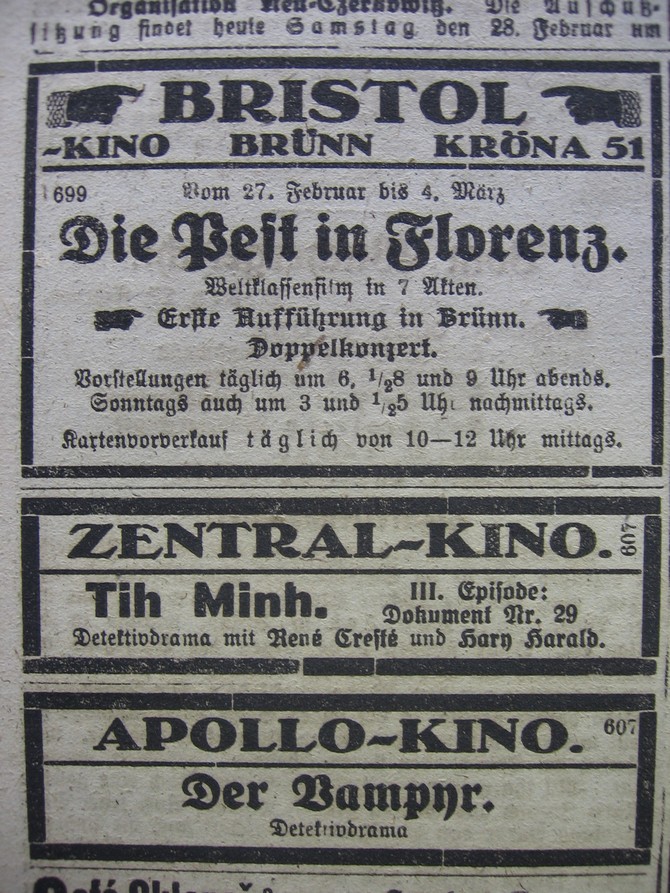 Organisation Neu-Czernowitz. Die Ausschuß-
sitzung findet heute Samstag den 28. Februar um
BRISTOL
-KINO BRÜNN KRÖNA 51
1699 Vom 27. Februar bis 4. März
Die Pest in Florenz.
Weltklassenfilm in 7 Akten.
Erste Aufführung in Brünn.
Doppelkonzert.
Vorstellungen täglich um 6, 1/28 und 9 Uhr abends.
Sonntags auch um 3 und 1/25 Uhr nachmittags.
Kartenvorverkauf täglich von 10—12 Uhr mittags.
ZENTRAL-KINO. 607
Tih Minh. III. Episode:
Dokument Nr. 29
Detektivdrama mit René Cresté und Hary Harald.
APOLLO-KINO. 607
Der Vampyr.
Detektivdrama